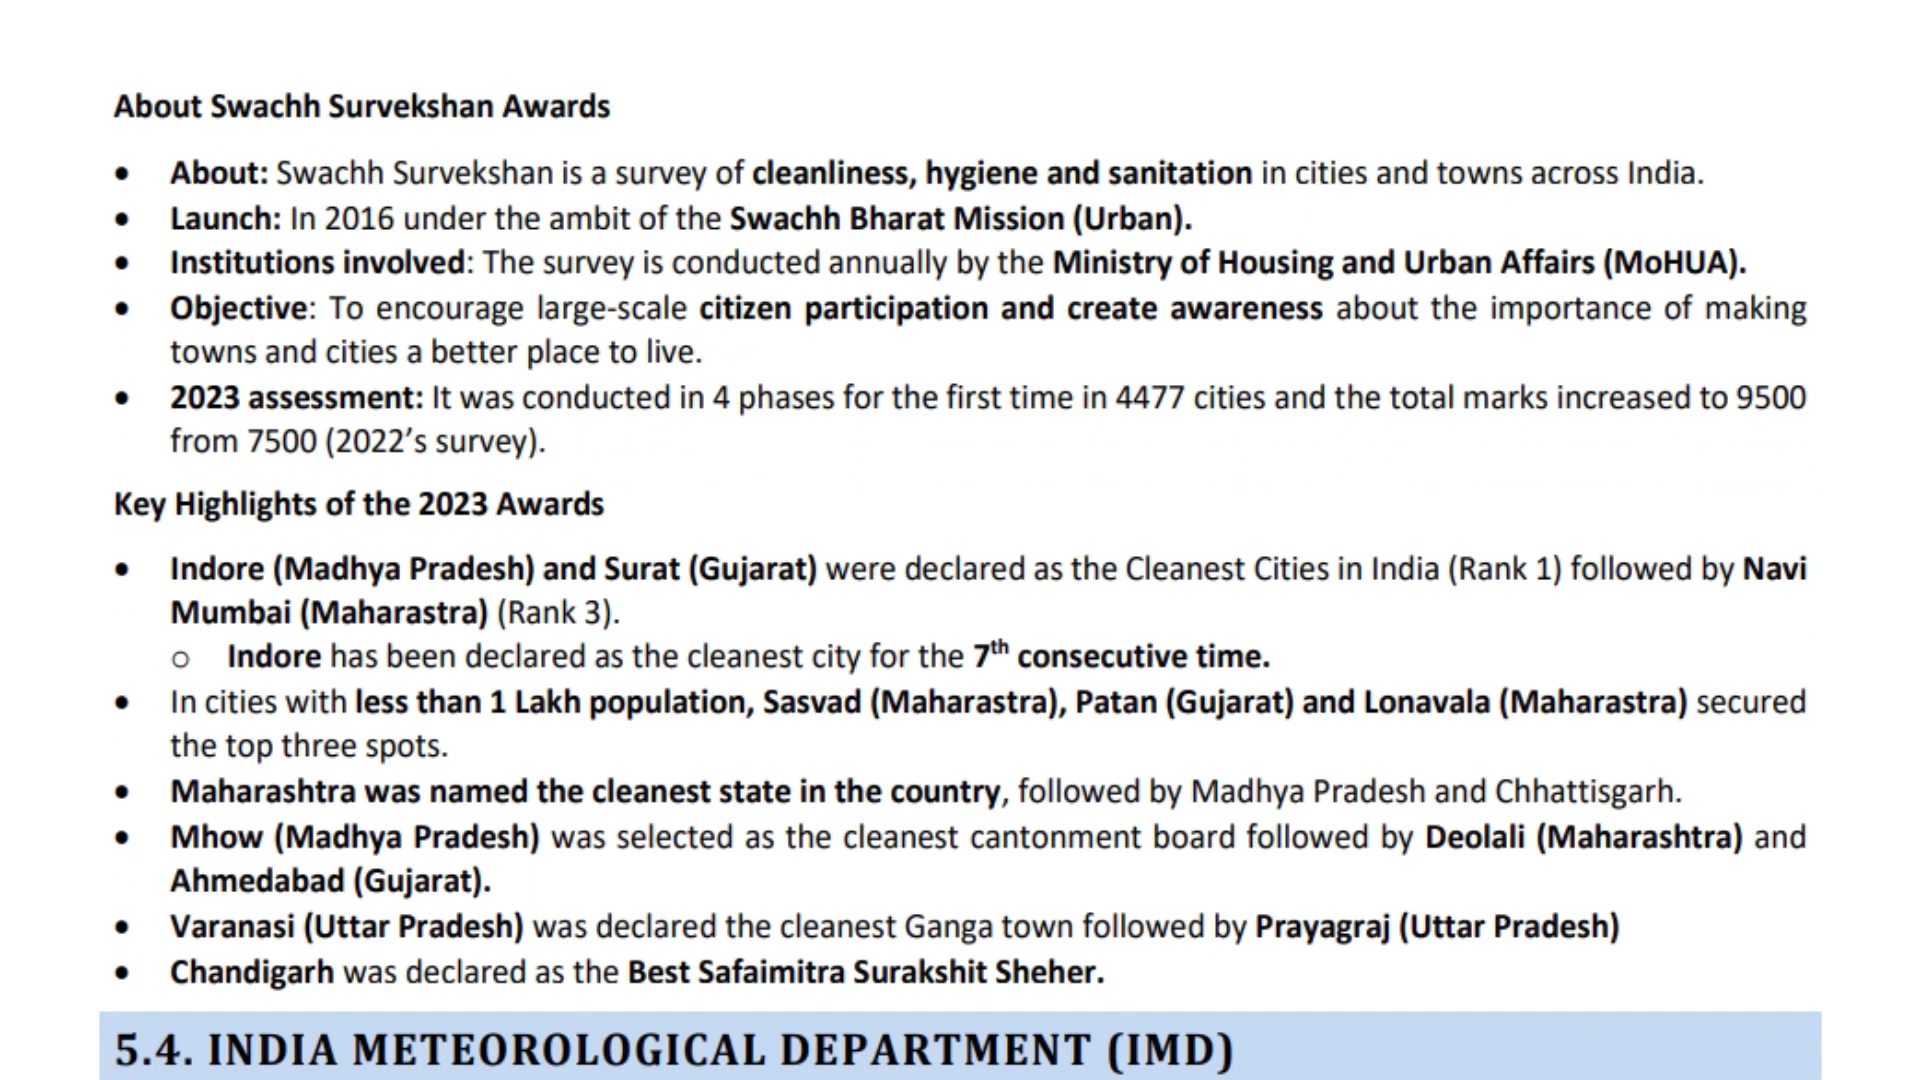 About Swachh Survekshan Awards
• About: Swachh Survekshan is a survey of cleanliness, hygiene and sanitation in cities and towns across India.
• Launch: In 2016 under the ambit of the Swachh Bharat Mission (Urban).
• Institutions involved: The survey is conducted annually by the Ministry of Housing and Urban Affairs (MoHUA).
• Objective: To encourage large-scale citizen participation and create awareness about the importance of making
towns and cities a better place to live.
• 2023 assessment: It was conducted in 4 phases for the first time in 4477 cities and the total marks increased to 9500
from 7500 (2022’s survey).
Key Highlights of the 2023 Awards
• Indore (Madhya Pradesh) and Surat (Gujarat) were declared as the Cleanest Cities in India (Rank 1) followed by Navi
Mumbai (Maharastra) (Rank 3).
o Indore has been declared as the cleanest city for the 7th consecutive time.
• In cities with less than 1 Lakh population, Sasvad (Maharastra), Patan (Gujarat) and Lonavala (Maharastra) secured
the top three spots.
• Maharashtra was named the cleanest state in the country, followed by Madhya Pradesh and Chhattisgarh.
• Mhow (Madhya Pradesh) was selected as the cleanest cantonment board followed by Deolali (Maharashtra) and
Ahmedabad (Gujarat).
• Varanasi (Uttar Pradesh) was declared the cleanest Ganga town followed by Prayagraj (Uttar Pradesh)
• Chandigarh was declared as the Best Safaimitra Surakshit Sheher.
5.4. INDIA METEOROLOGICAL DEPARTMENT (IMD)